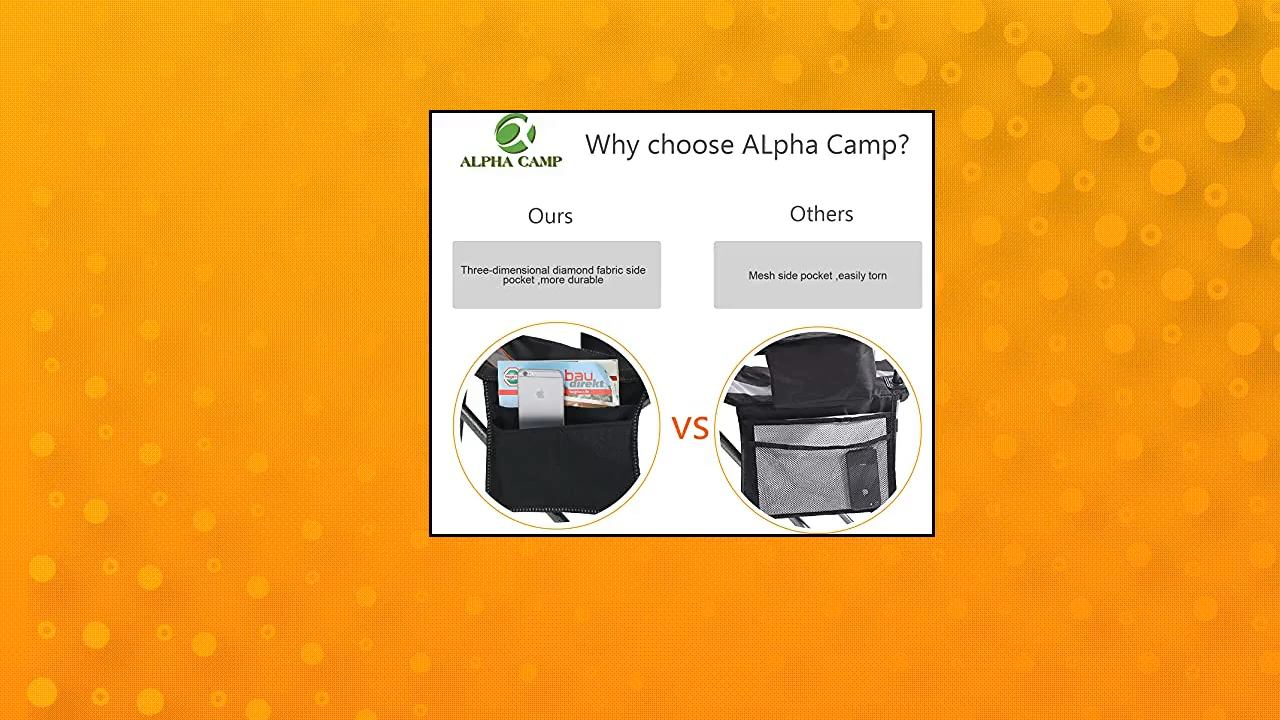 ALPHA CAMP
Why choose ALpha Camp?
Ours
Others
Three-dimensional diamond fabric side
pocket ,more durable
Mesh side pocket ,easily torn
bau
direkt
VS